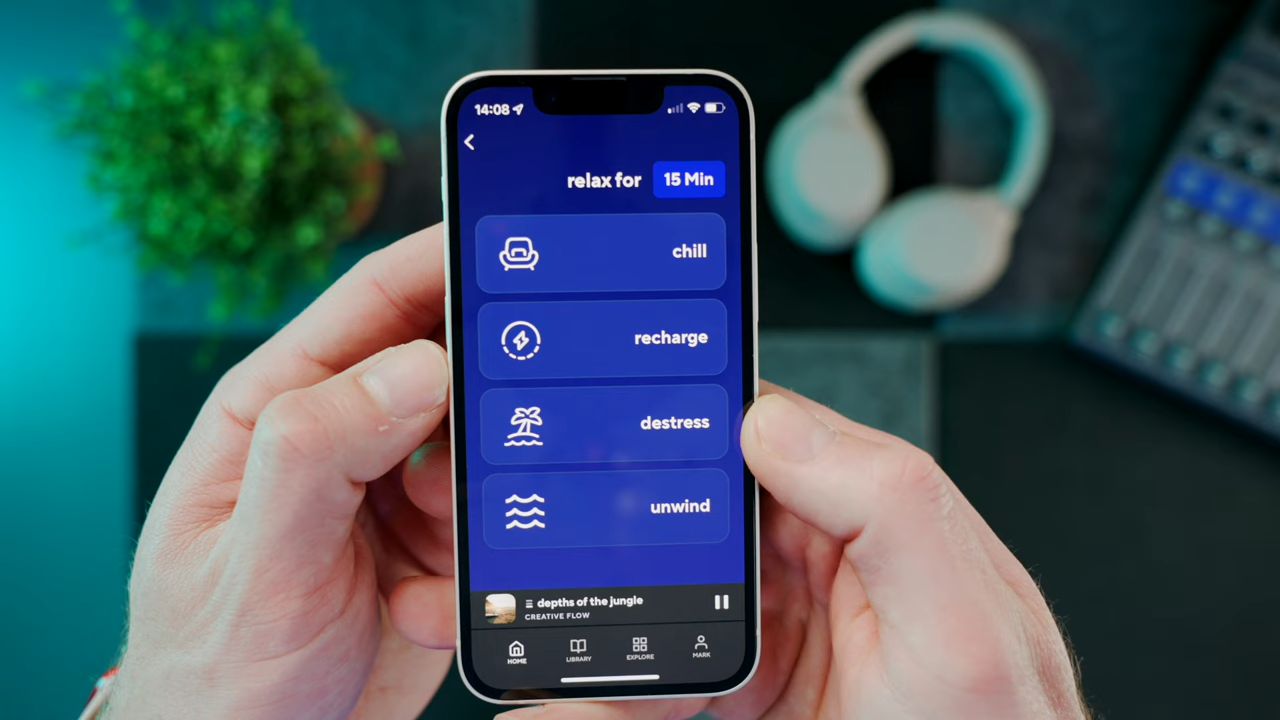 14:08
relax for 15 Min
chill
recharge
destress
unwind
depths of the jungle
CREATIVE FLOW
HOME LIBRARY EXPLORE MARK